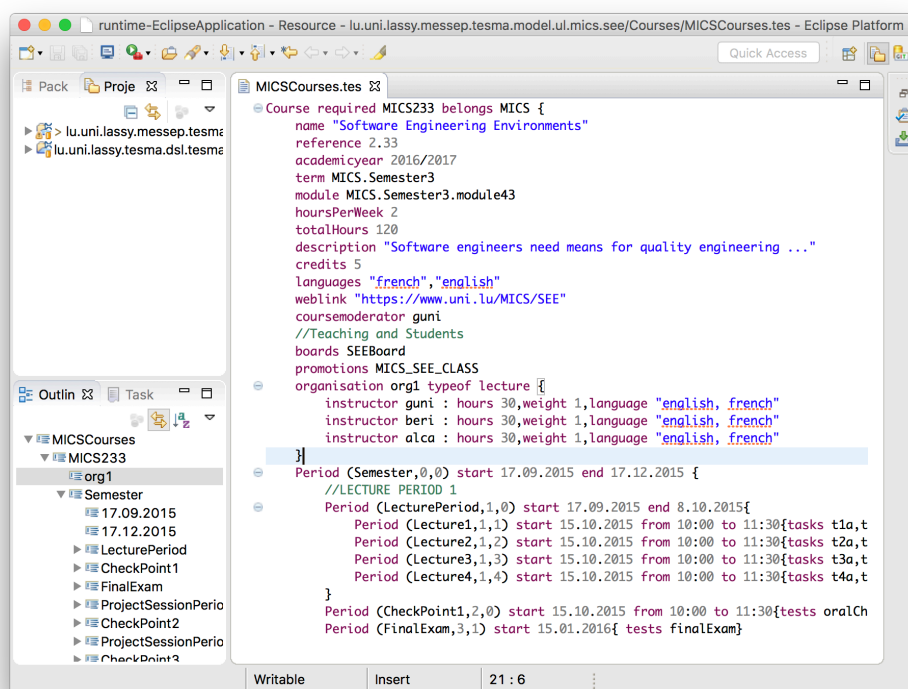 runtime-EclipseApplication - Resource - lu.uni.lassy.messep.tesma.model.ul.mics.see/Courses/MICSCourses.tes - Eclipse Platform
Quick Access
GIT
Pack Proje
> lu.uni.lassy.messep.tesma
lu.uni.lassy.tesma.dsl.tesma
Outlin Task
MICSCourses
MICS233
org1
Semester
17.09.2015
17.12.2015
LecturePeriod
CheckPoint1
FinalExam
ProjectSessionPerio
CheckPoint2
ProjectSessionPerio
CheckPoint3
MICSCourses.tes
Course required MICS233 belongs MICS {
name "Software Engineering Environments"
reference 2.33
academicyear 2016/2017
term MICS.Semester3
module MICS.Semester3.module43
hoursPerWeek 2
totalHours 120
description "Software engineers need means for quality engineering ..."
credits 5
languages "french","english"
weblink "https://www.uni.lu/MICS/SEE"
coursemoderator guni
//Teaching and Students
boards SEEBoard
promotions MICS_SEE_CLASS
organisation org1 typeof lecture {
instructor guni : hours 30,weight 1,language "english, french"
instructor beri : hours 30,weight 1,language "english, french"
instructor alca : hours 30,weight 1,language "english, french"
}
Period (Semester,0,0) start 17.09.2015 end 17.12.2015 {
//LECTURE PERIOD 1
Period (LecturePeriod,1,0) start 17.09.2015 end 8.10.2015{
Period (Lecture1,1,1) start 15.10.2015 from 10:00 to 11:30{tasks t1a,t
Period (Lecture2,1,2) start 15.10.2015 from 10:00 to 11:30{tasks t2a,t
Period (Lecture3,1,3) start 15.10.2015 from 10:00 to 11:30{tasks t3a,t
Period (Lecture4,1,4) start 15.10.2015 from 10:00 to 11:30{tasks t4a,t
}
Period (CheckPoint1,2,0) start 15.10.2015 from 10:00 to 11:30{tests oralCh
Period (FinalExam,3,1) start 15.01.2016{ tests finalExam}
Writable Insert 21 : 6